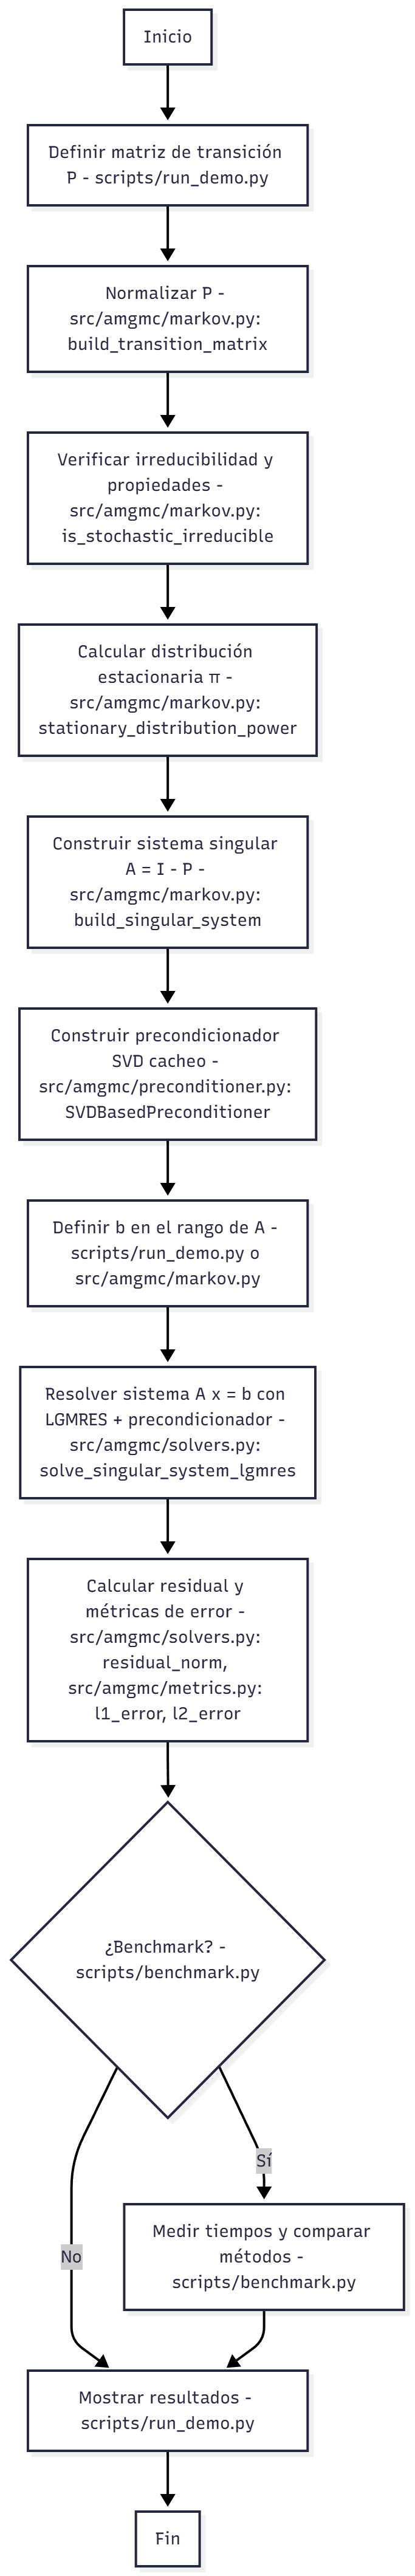 Inicio
Definir matriz de transición
P - scripts/run_demo.py
Normalizar P -
src/amgmc/markov.py:
build_transition_matrix
Verificar irreducibilidad y
propiedades -
src/amgmc/markov.py:
is_stochastic_irreducible
Calcular distribución
estacionaria π -
src/amgmc/markov.py:
stationary_distribution_power
Construir sistema singular
A = I - P -
src/amgmc/markov.py:
build_singular_system
Construir precondicionador
SVD cacheo -
src/amgmc/preconditioner.py:
SVDBasedPreconditioner
Definir b en el rango de A -
scripts/run_demo.py o
src/amgmc/markov.py
Resolver sistema A x = b con
LGMRES + precondicionador -
src/amgmc/solvers.py:
solve_singular_system_lgmres
Calcular residual y
métricas de error -
src/amgmc/solvers.py:
residual_norm,
src/amgmc/metrics.py:
l1_error, l2_error
¿Benchmark? -
scripts/benchmark.py
Sí
No
Medir tiempos y comparar
métodos -
scripts/benchmark.py
Mostrar resultados -
scripts/run_demo.py
Fin